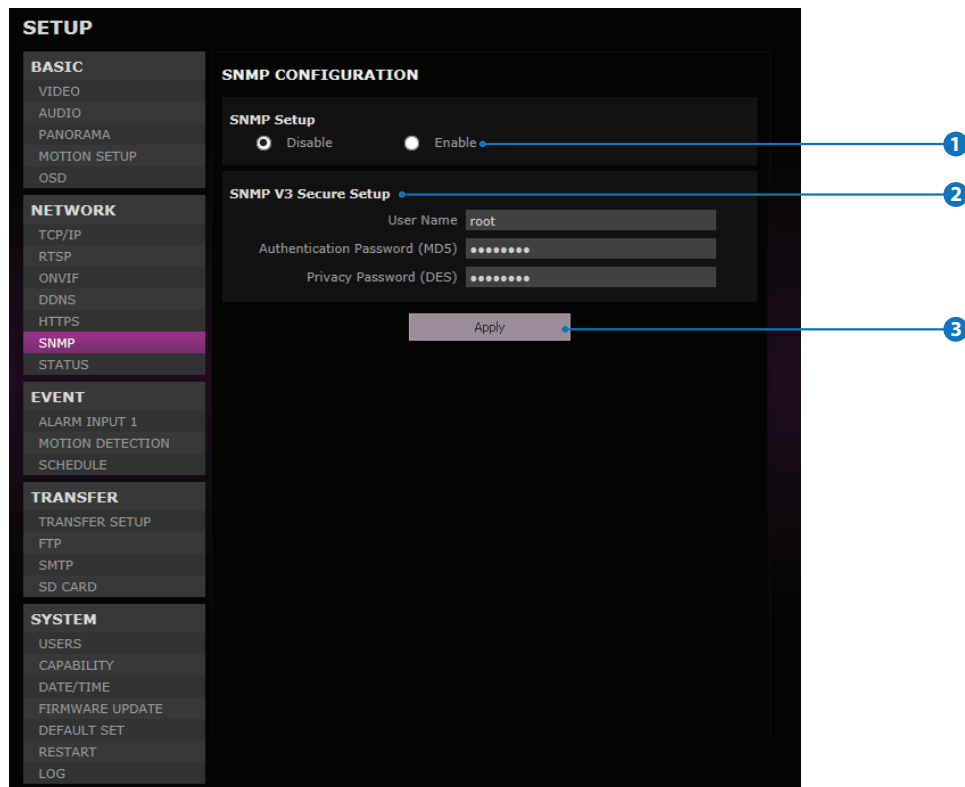 SETUP
BASIC
VIDEO
AUDIO
PANORAMA
MOTION SETUP
OSD
NETWORK
TCP/IP
RTSP
ONVIF
DDNS
HTTPS
SNMP
STATUS
EVENT
ALARM INPUT 1
MOTION DETECTION
SCHEDULE
TRANSFER
TRANSFER SETUP
FTP
SMTP
SD CARD
SYSTEM
USERS
CAPABILITY
DATE/TIME
FIRMWARE UPDATE
DEFAULT SET
RESTART
LOG
SNMP CONFIGURATION
SNMP Setup
Disable Enable
1
SNMP V3 Secure Setup
2
User Name root
Authentication Password (MD5) ●●●●●●●●
Privacy Password (DES) ●●●●●●●●
Apply
3